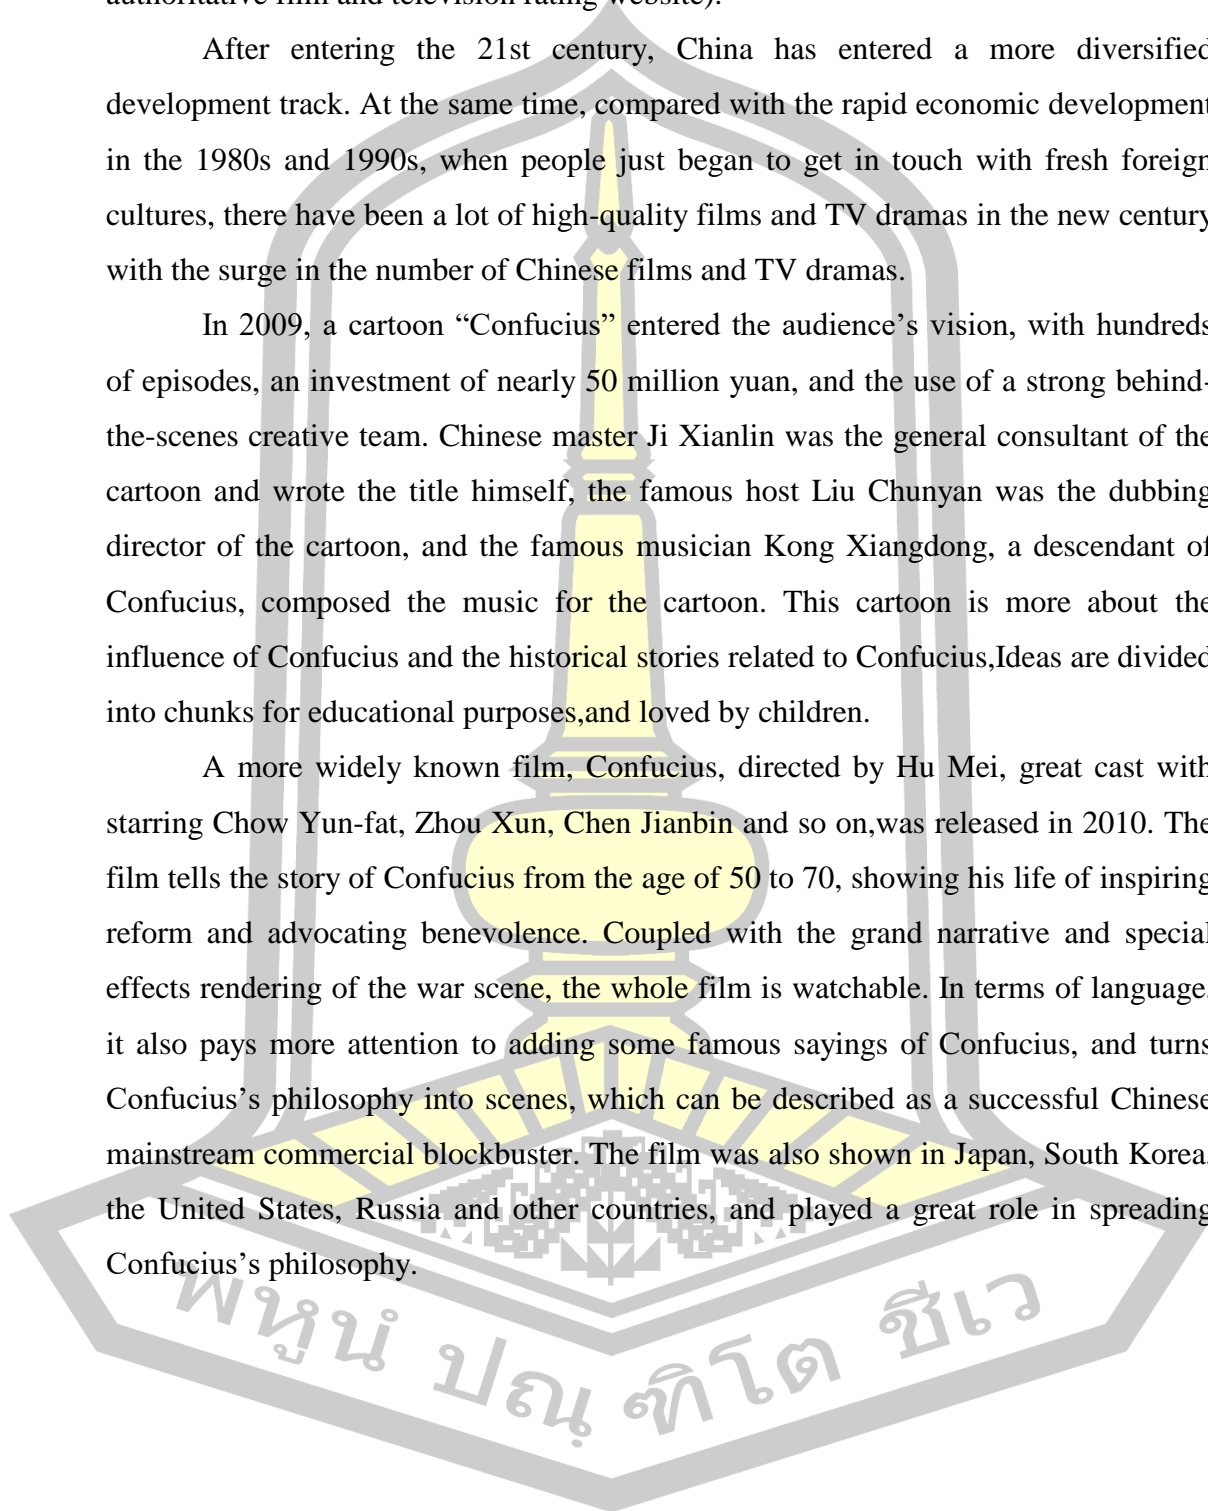 authoritative film and television rating website).
After entering the 21st century, China has entered a more diversified
development track. At the same time, compared with the rapid economic development
in the 1980s and 1990s, when people just began to get in touch with fresh foreign
cultures, there have been a lot of high-quality films and TV dramas in the new century
with the surge in the number of Chinese films and TV dramas.
In 2009, a cartoon “Confucius” entered the audience’s vision, with hundreds
of episodes, an investment of nearly 50 million yuan, and the use of a strong behind-
the-scenes creative team. Chinese master Ji Xianlin was the general consultant of the
cartoon and wrote the title himself, the famous host Liu Chunyan was the dubbing
director of the cartoon, and the famous musician Kong Xiangdong, a descendant of
Confucius, composed the music for the cartoon. This cartoon is more about the
influence of Confucius and the historical stories related to Confucius,Ideas are divided
into chunks for educational purposes,and loved by children.
A more widely known film, Confucius, directed by Hu Mei, great cast with
starring Chow Yun-fat, Zhou Xun, Chen Jianbin and so on,was released in 2010. The
film tells the story of Confucius from the age of 50 to 70, showing his life of inspiring
reform and advocating benevolence. Coupled with the grand narrative and special
effects rendering of the war scene, the whole film is watchable. In terms of language,
it also pays more attention to adding some famous sayings of Confucius, and turns
Confucius’s philosophy into scenes, which can be described as a successful Chinese
mainstream commercial blockbuster. The film was also shown in Japan, South Korea,
the United States, Russia and other countries, and played a great role in spreading
Confucius’s philosophy.
พหูนํ ปณฺฑิโต ชีเว